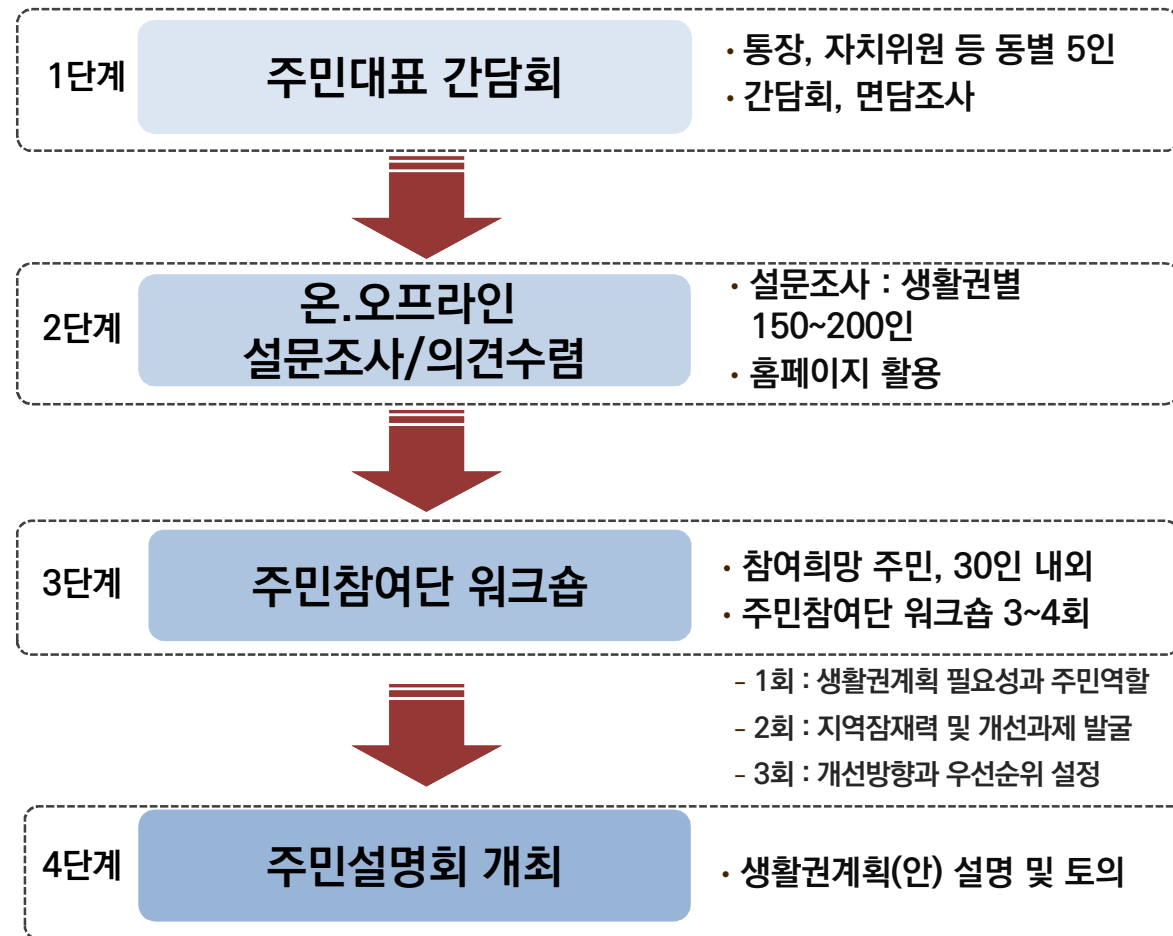 1단계
주민대표 간담회
· 통장, 자치위원 등 동별 5인
· 간담회, 면담조사
2단계
온.오프라인
설문조사/의견수렴
· 설문조사 : 생활권별
150~200인
· 홈페이지 활용
3단계
주민참여단 워크숍
· 참여희망 주민, 30인 내외
· 주민참여단 워크숍 3~4회
- 1회 : 생활권계획 필요성과 주민역할
- 2회 : 지역잠재력 및 개선과제 발굴
- 3회 : 개선방향과 우선순위 설정
4단계
주민설명회 개최
· 생활권계획(안) 설명 및 토의